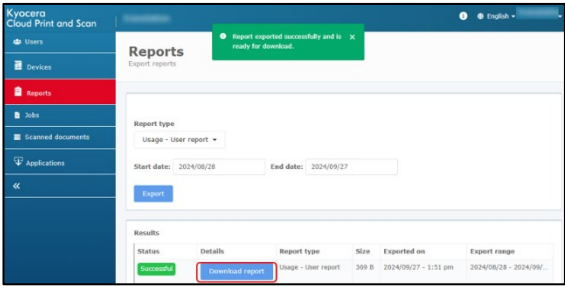 Kyocera
Cloud Print and Scan
English
Users
Devices
Reports
Jobs
Scanned documents
Applications
Report exported successfully and is
ready for download.
Reports
Export reports
Report type
Usage - User report
Start date: 2024/08/28 End date: 2024/09/27
Export
Results
Status Details Report type Size Exported on Export range
Successful Download report Usage - User report 369 B 2024/09/27 - 1:51 pm 2024/08/28 - 2024/09/...